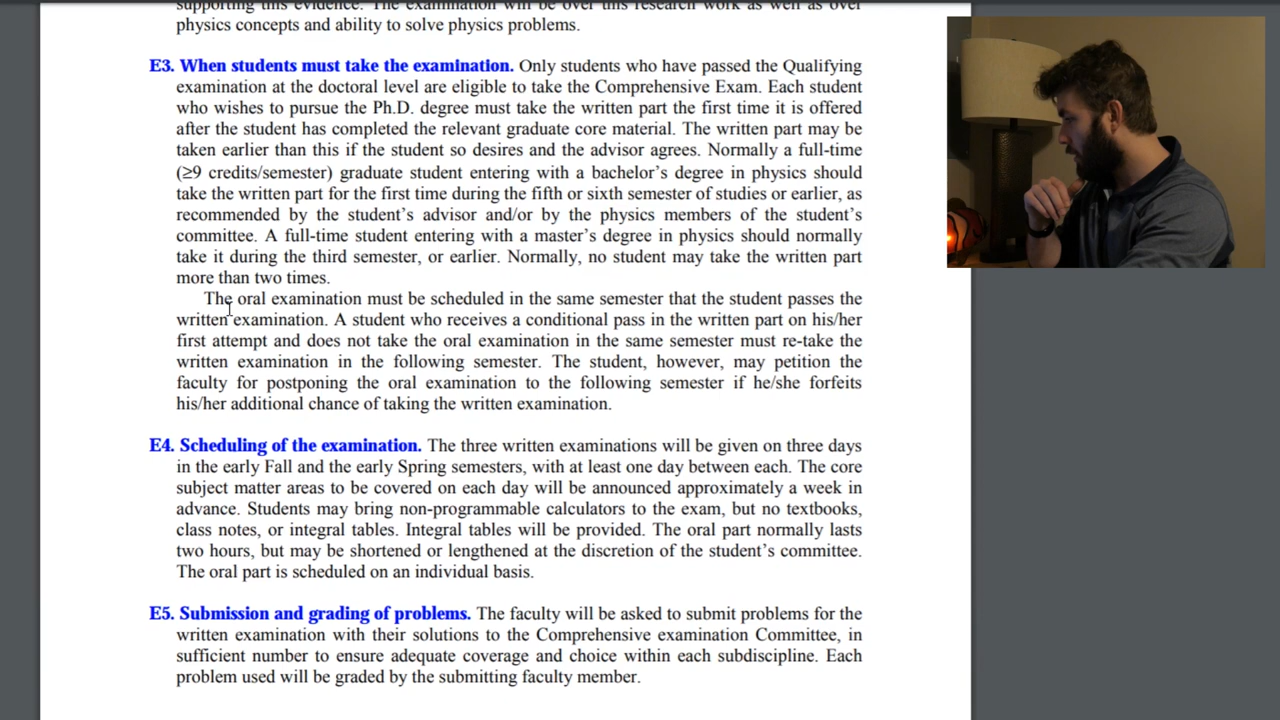 supporting this evidence. The examination will be over this research work as well as over
physics concepts and ability to solve physics problems.
E3. When students must take the examination. Only students who have passed the Qualifying
examination at the doctoral level are eligible to take the Comprehensive Exam. Each student
who wishes to pursue the Ph.D. degree must take the written part the first time it is offered
after the student has completed the relevant graduate core material. The written part may be
taken earlier than this if the student so desires and the advisor agrees. Normally a full-time
(≥9 credits/semester) graduate student entering with a bachelor’s degree in physics should
take the written part for the first time during the fifth or sixth semester of studies or earlier, as
recommended by the student’s advisor and/or by the physics members of the student’s
committee. A full-time student entering with a master’s degree in physics should normally
take it during the third semester, or earlier. Normally, no student may take the written part
more than two times.
The oral examination must be scheduled in the same semester that the student passes the
written examination. A student who receives a conditional pass in the written part on his/her
first attempt and does not take the oral examination in the same semester must re-take the
written examination in the following semester. The student, however, may petition the
faculty for postponing the oral examination to the following semester if he/she forfeits
his/her additional chance of taking the written examination.
E4. Scheduling of the examination. The three written examinations will be given on three days
in the early Fall and the early Spring semesters, with at least one day between each. The core
subject matter areas to be covered on each day will be announced approximately a week in
advance. Students may bring non-programmable calculators to the exam, but no textbooks,
class notes, or integral tables. Integral tables will be provided. The oral part normally lasts
two hours, but may be shortened or lengthened at the discretion of the student’s committee.
The oral part is scheduled on an individual basis.
E5. Submission and grading of problems. The faculty will be asked to submit problems for the
written examination with their solutions to the Comprehensive examination Committee, in
sufficient number to ensure adequate coverage and choice within each subdiscipline. Each
problem used will be graded by the submitting faculty member.